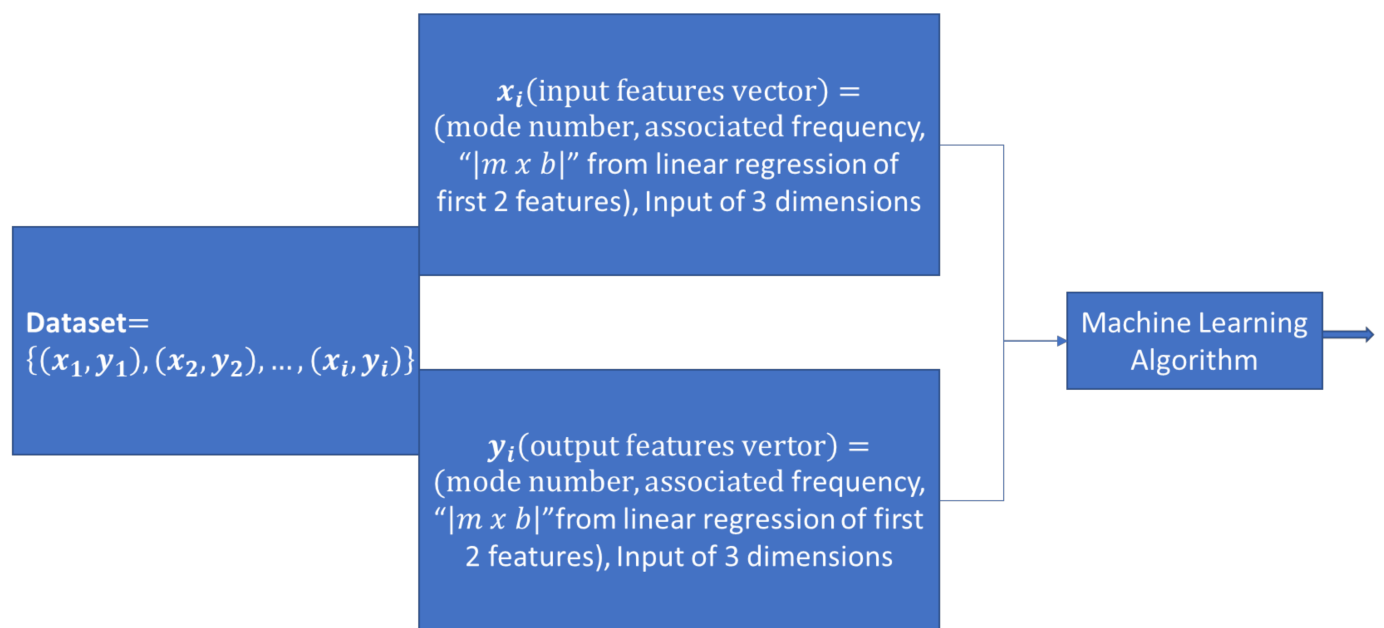 Dataset=
{(x₁, y₁), (x₂, y₂), …, (xᵢ, yᵢ)}
xᵢ(input features vector) =
(mode number, associated frequency,
“|m x b|” from linear regression of
first 2 features), Input of 3 dimensions
yᵢ(output features vertor) =
(mode number, associated frequency,
“|m x b|”from linear regression of first
2 features), Input of 3 dimensions
Machine Learning
Algorithm